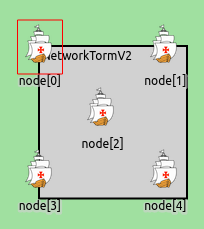 NetworkTormV2
node[0]
node[1]
node[2]
node[3]
node[4]